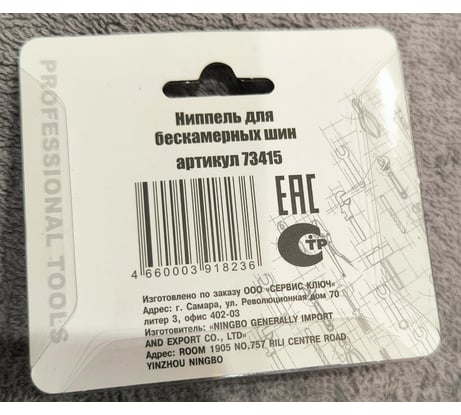 PROFESSIONAL TOOLS
Ниппель для
бескамерных шин
артикул 73415
ЕАС
СТР
4 660003 918236
Изготовлено по заказу ООО «СЕРВИС КЛЮЧ»
Адрес: г. Самара, ул. Революционная дом 70
литер 3, офис 402-03
Изготовитель: «NINGBO GENERALLY IMPORT
AND EXPORT CO., LTD»
Адрес: ROOM 1905 NO.757 RILI CENTRE ROAD
YINZHOU NINGBO